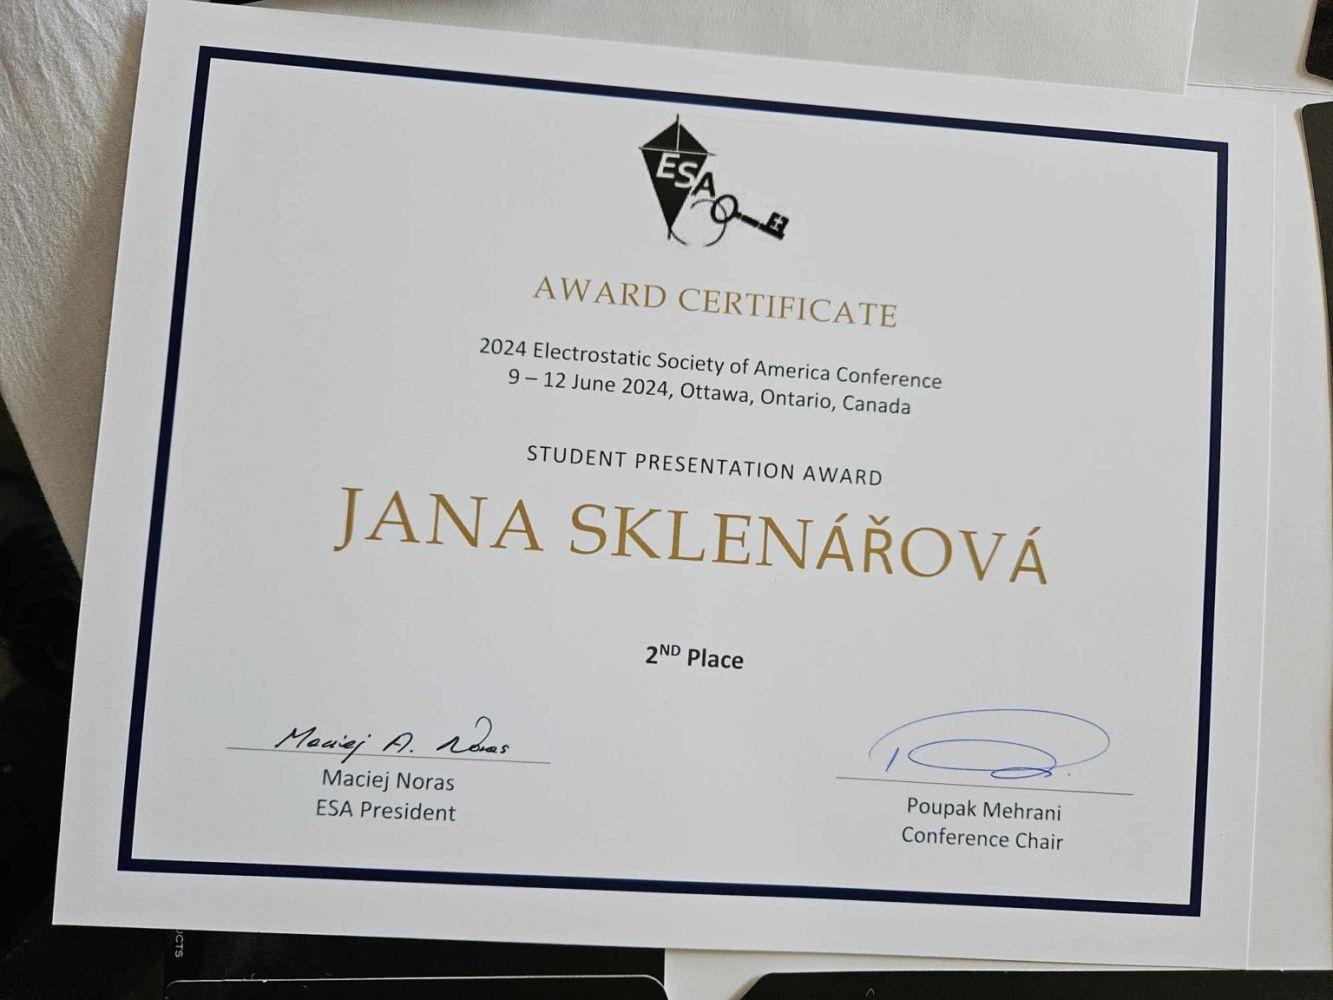 ESA
AWARD CERTIFICATE
2024 Electrostatic Society of America Conference
9 – 12 June 2024, Ottawa, Ontario, Canada
STUDENT PRESENTATION AWARD
JANA SKLENÁŘOVÁ
2ND Place
Maciej A. Noras
Maciej Noras
ESA President
Poupak Mehrani
Conference Chair
UCTS